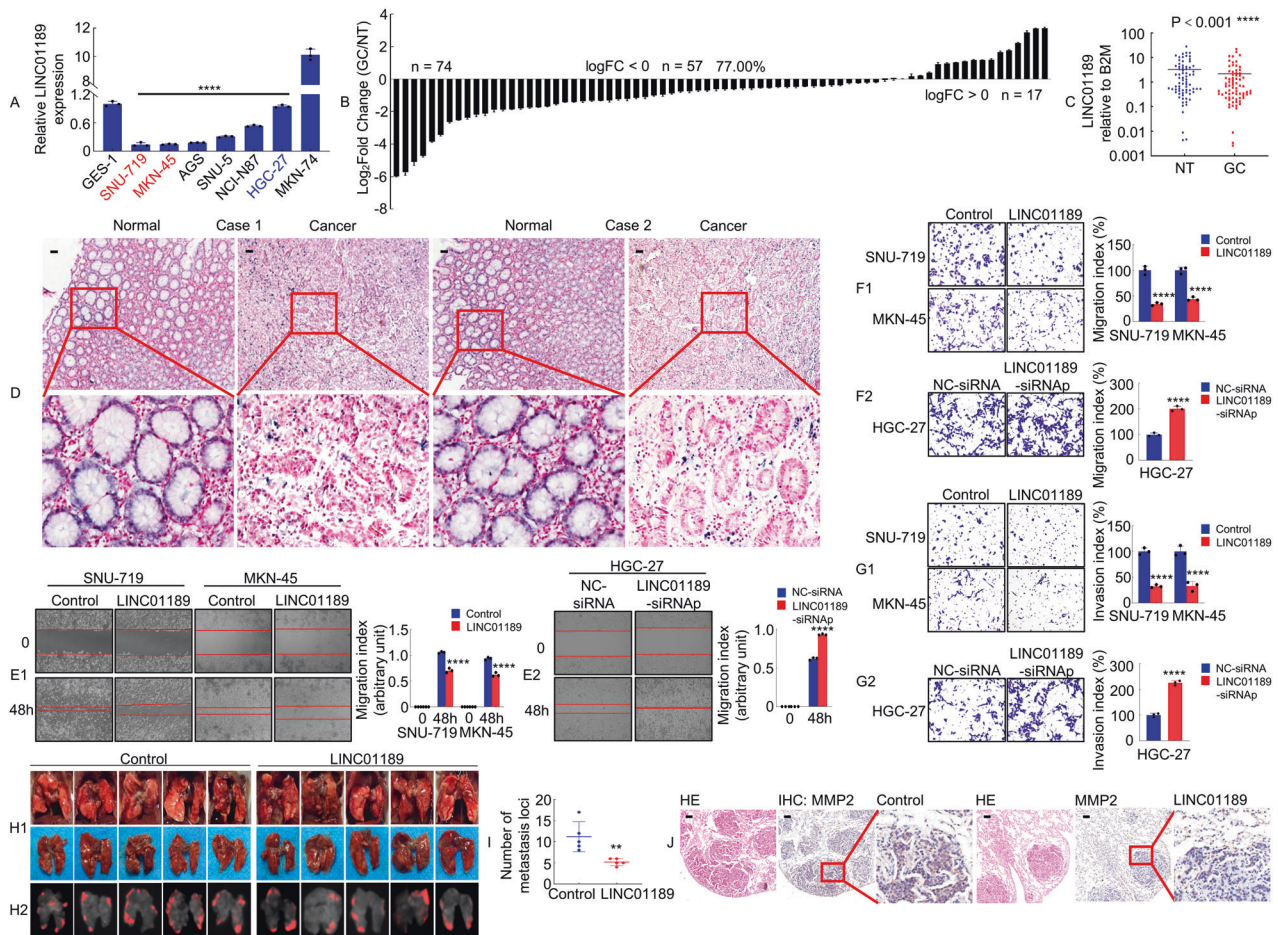 A
Relative LINC01189
expression
12
10
8
6
1.2
0.6
0
****
GES-1
SNU-719
MKN-45
AGS
SNU-5
NCI-N87
HGC-27
MKN-74
B
Log₂Fold Change (GC/NT)
4
2
0
-2
-4
-6
-8
n = 74
logFC < 0 n = 57 77.00%
logFC > 0 n = 17
C
P < 0.001 ****
LINC01189
relative to B2M
1000
100
10
1
0.1
0.01
0.001
NT GC
D
Normal Case 1 Cancer
Normal Case 2 Cancer
F1
Control LINC01189
SNU-719
MKN-45
Migration index (%)
150
100
50
0
Control
LINC01189
**** ****
SNU-719 MKN-45
F2
NC-siRNA
LINC01189
-siRNAp
HGC-27
Migration index (%)
300
200
100
0
NC-siRNA
LINC01189
-siRNAp
****
HGC-27
G1
Control LINC01189
SNU-719
MKN-45
Invasion index (%)
150
100
50
0
Control
LINC01189
**** ****
SNU-719 MKN-45
G2
NC-siRNA
LINC01189
-siRNAp
HGC-27
Invasion index (%)
300
200
100
0
NC-siRNA
LINC01189
-siRNAp
****
HGC-27
E1
SNU-719 MKN-45
Control LINC01189 Control LINC01189
0
48h
Migration index
(arbitrary unit)
1.5
1.0
0.5
0.0
Control
LINC01189
**** ****
0 48h 0 48h
SNU-719 MKN-45
E2
HGC-27
NC-
siRNA
LINC01189
-siRNAp
0
48h
Migration index
(arbitrary unit)
1.0
0.5
0.0
NC-siRNA
LINC01189
-siRNAp
****
0 48h
H1
H2
Control LINC01189
I
Number of
metastasis loci
20
15
10
5
0
**
Control LINC01189
J
HE IHC: MMP2 Control HE MMP2 LINC01189